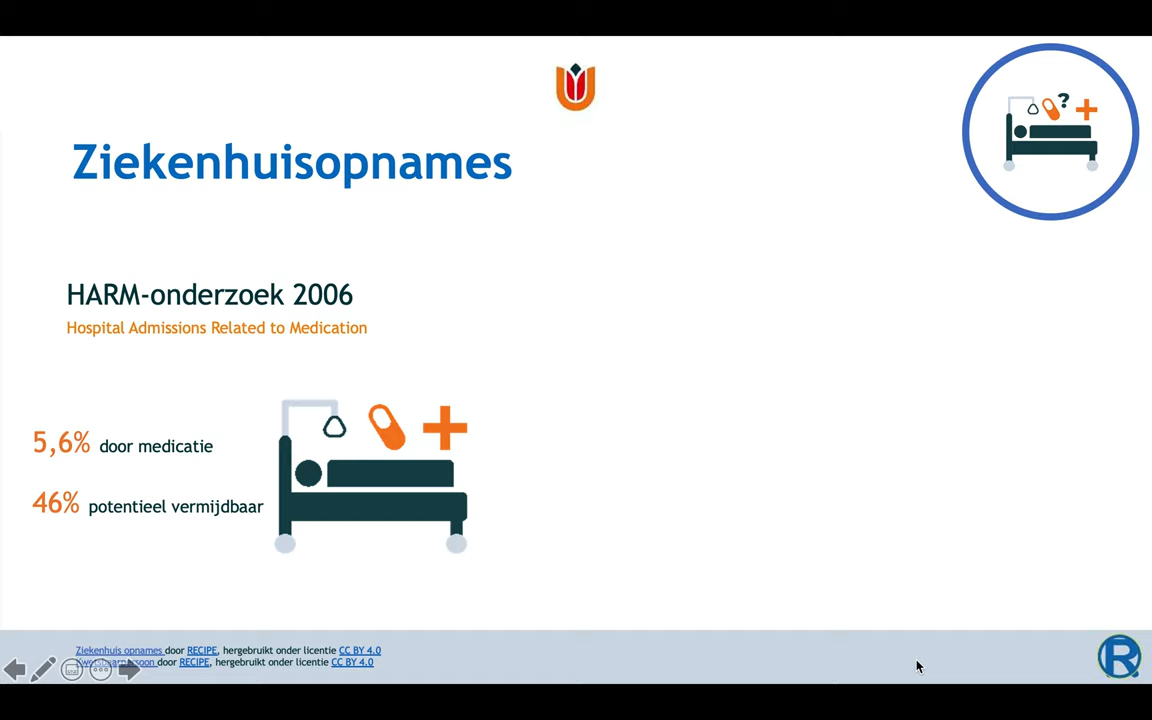 Ziekenhuisopnames
HARM-onderzoek 2006
Hospital Admissions Related to Medication
5,6% door medicatie
46% potentieel vermijdbaar
?
Ziekenhuis opnames door RECIPE, hergebruikt onder licentie CC BY 4.0
door RECIPE, hergebruikt onder licentie CC BY 4.0
R